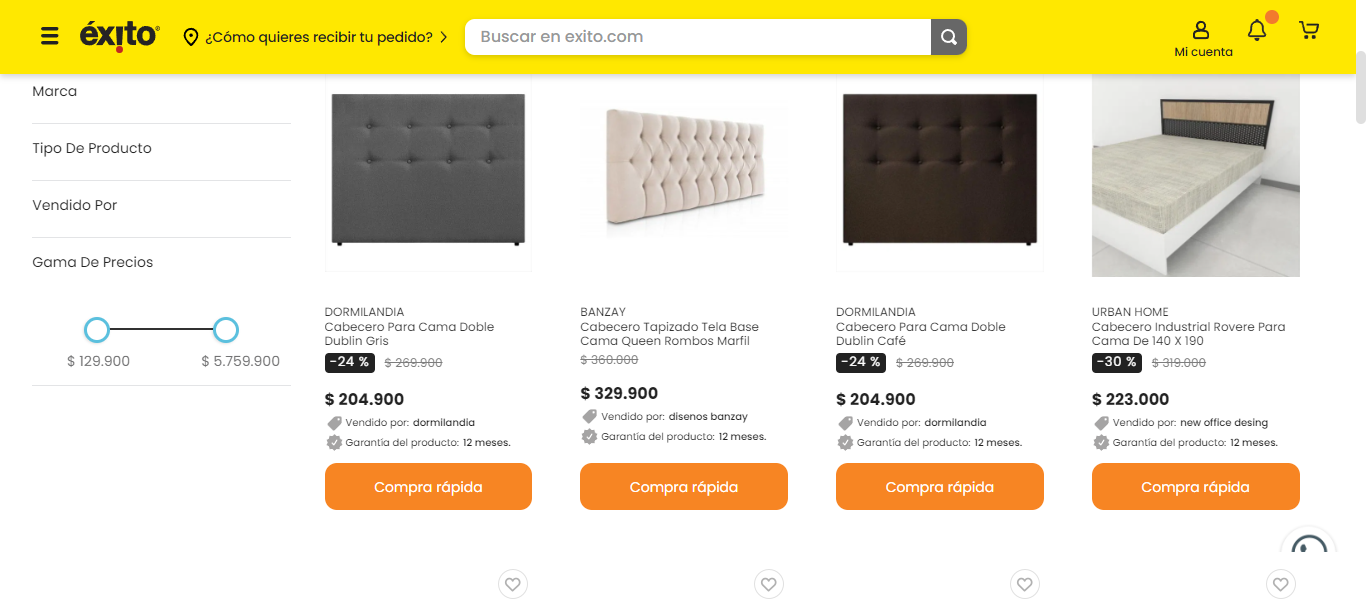 éxito®
¿Cómo quieres recibir tu pedido?
Buscar en exito.com
Mi cuenta
Marca
Tipo De Producto
Vendido Por
Gama De Precios
$ 129.900
$ 5.759.900
DORMILANDIA
Cabecero Para Cama Doble
Dublin Gris
-24 % $ 269.900
$ 204.900
Vendido por: dormilandia
Garantía del producto: 12 meses.
Compra rápida
BANZAY
Cabecero Tapizado Tela Base
Cama Queen Rombos Marfil
$ 360.000
$ 329.900
Vendido por: disenos banzay
Garantía del producto: 12 meses.
Compra rápida
DORMILANDIA
Cabecero Para Cama Doble
Dublin Café
-24 % $ 269.900
$ 204.900
Vendido por: dormilandia
Garantía del producto: 12 meses.
Compra rápida
URBAN HOME
Cabecero Industrial Rovere Para
Cama De 140 X 190
-30 % $ 319.000
$ 223.000
Vendido por: new office desing
Garantía del producto: 12 meses.
Compra rápida